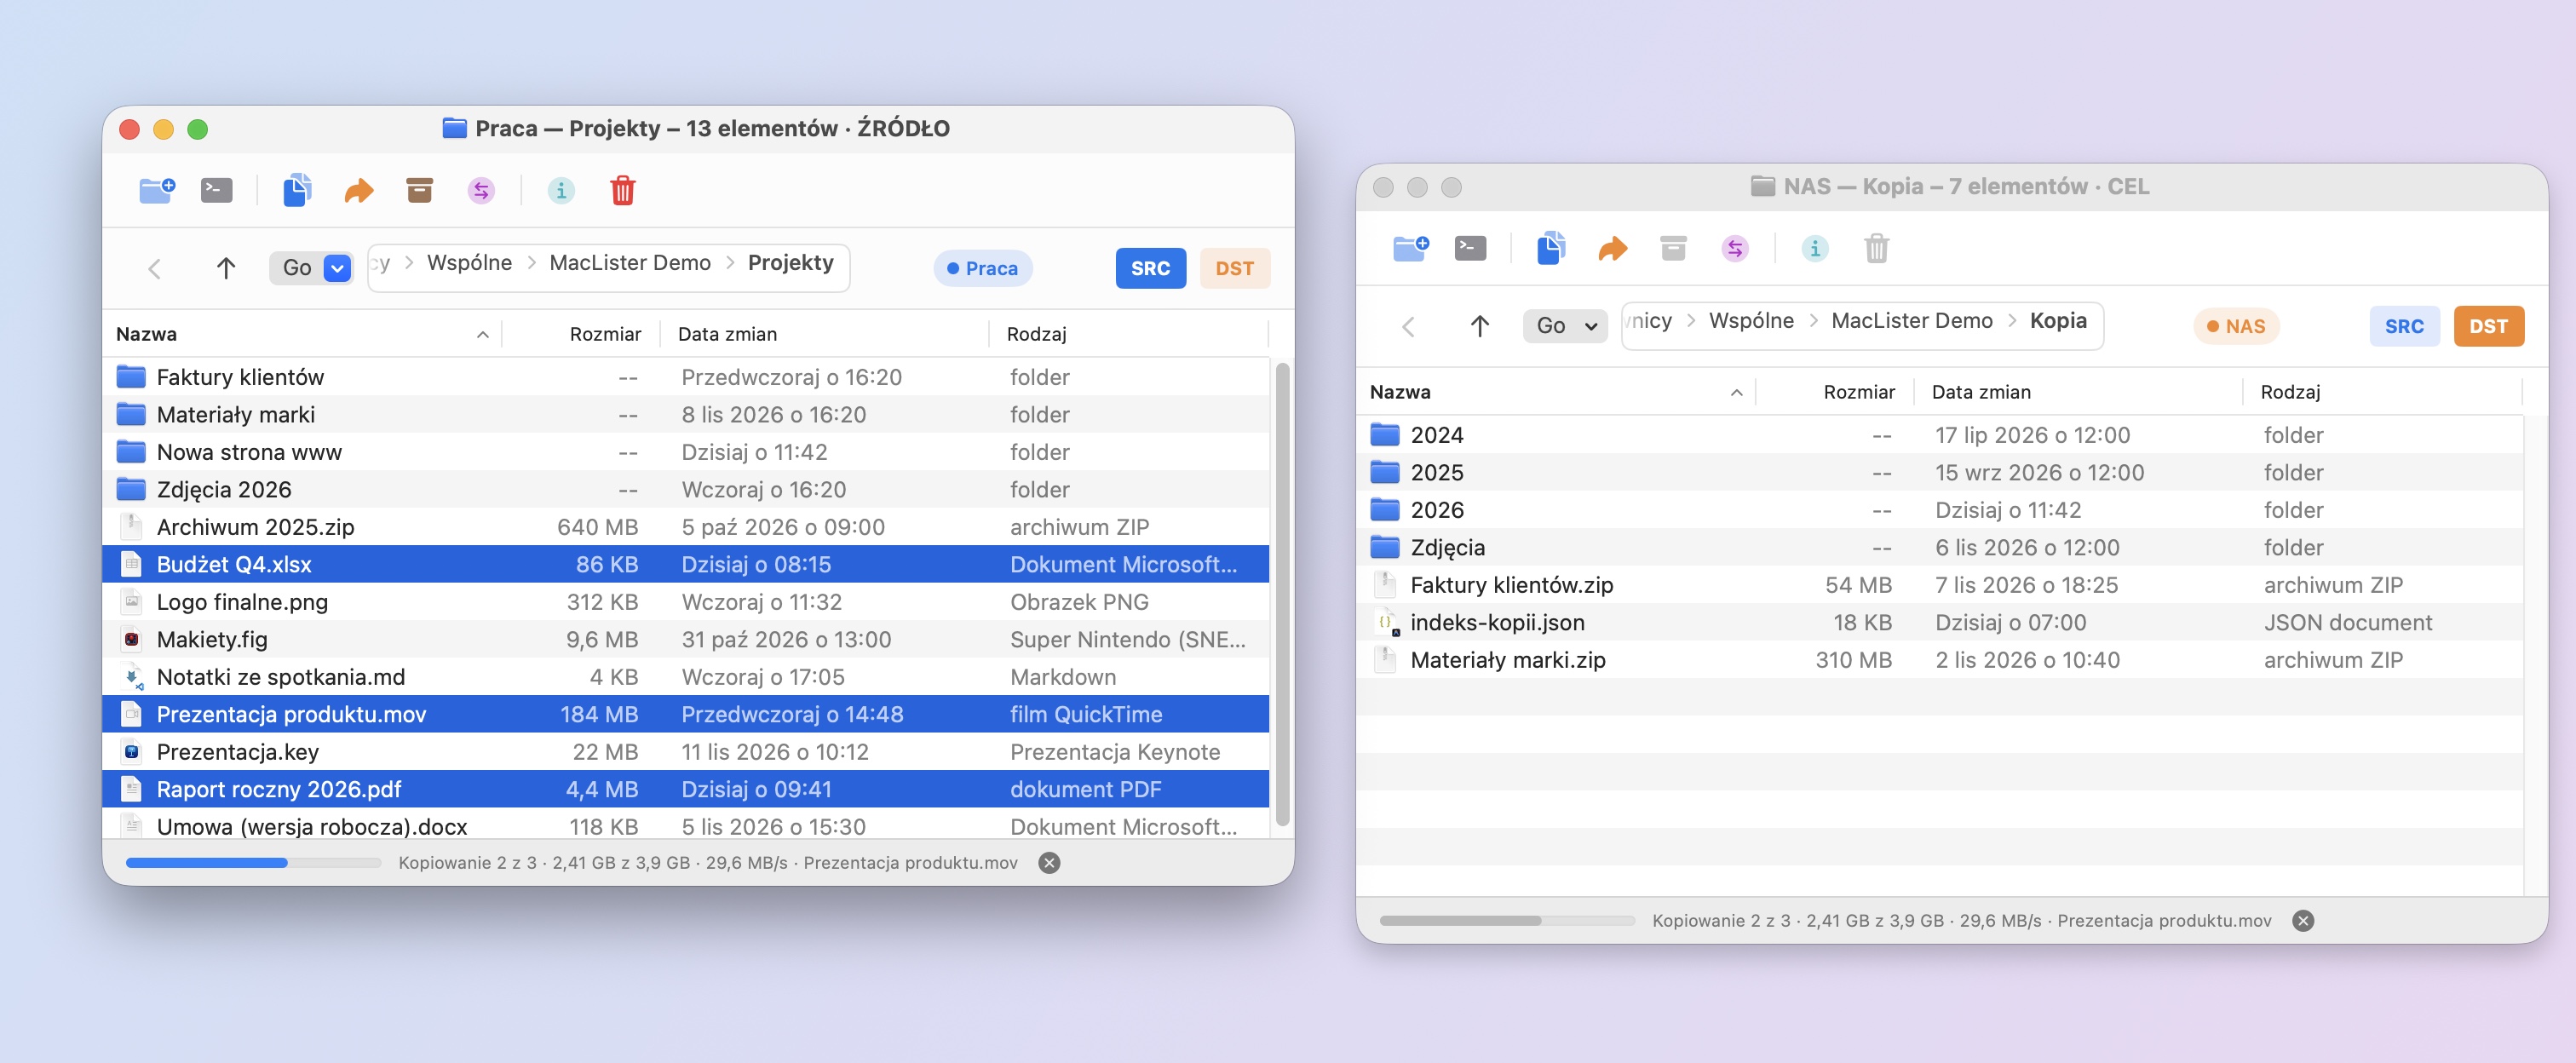 Praca — Projekty – 13 elementów · ŹRÓDŁO
Go cy > Wspólne > MacLister Demo > Projekty Praca SRC DST
Nazwa Rozmiar Data zmian Rodzaj
Faktury klientów -- Przedwczoraj o 16:20 folder
Materiały marki -- 8 lis 2026 o 16:20 folder
Nowa strona www -- Dzisiaj o 11:42 folder
Zdjęcia 2026 -- Wczoraj o 16:20 folder
Archiwum 2025.zip 640 MB 5 paź 2026 o 09:00 archiwum ZIP
Budżet Q4.xlsx 86 KB Dzisiaj o 08:15 Dokument Microsoft...
Logo finalne.png 312 KB Wczoraj o 11:32 Obrazek PNG
Makiety.fig 9,6 MB 31 paź 2026 o 13:00 Super Nintendo (SNE...
Notatki ze spotkania.md 4 KB Wczoraj o 17:05 Markdown
Prezentacja produktu.mov 184 MB Przedwczoraj o 14:48 film QuickTime
Prezentacja.key 22 MB 11 lis 2026 o 10:12 Prezentacja Keynote
Raport roczny 2026.pdf 4,4 MB Dzisiaj o 09:41 dokument PDF
Umowa (wersja robocza).docx 118 KB 5 lis 2026 o 15:30 Dokument Microsoft...
Kopiowanie 2 z 3 · 2,41 GB z 3,9 GB · 29,6 MB/s · Prezentacja produktu.mov
NAS — Kopia – 7 elementów · CEL
Go wnicy > Wspólne > MacLister Demo > Kopia NAS SRC DST
Nazwa Rozmiar Data zmian Rodzaj
2024 -- 17 lip 2026 o 12:00 folder
2025 -- 15 wrz 2026 o 12:00 folder
2026 -- Dzisiaj o 11:42 folder
Zdjęcia -- 6 lis 2026 o 12:00 folder
Faktury klientów.zip 54 MB 7 lis 2026 o 18:25 archiwum ZIP
indeks-kopii.json 18 KB Dzisiaj o 07:00 JSON document
Materiały marki.zip 310 MB 2 lis 2026 o 10:40 archiwum ZIP
Kopiowanie 2 z 3 · 2,41 GB z 3,9 GB · 29,6 MB/s · Prezentacja produktu.mov